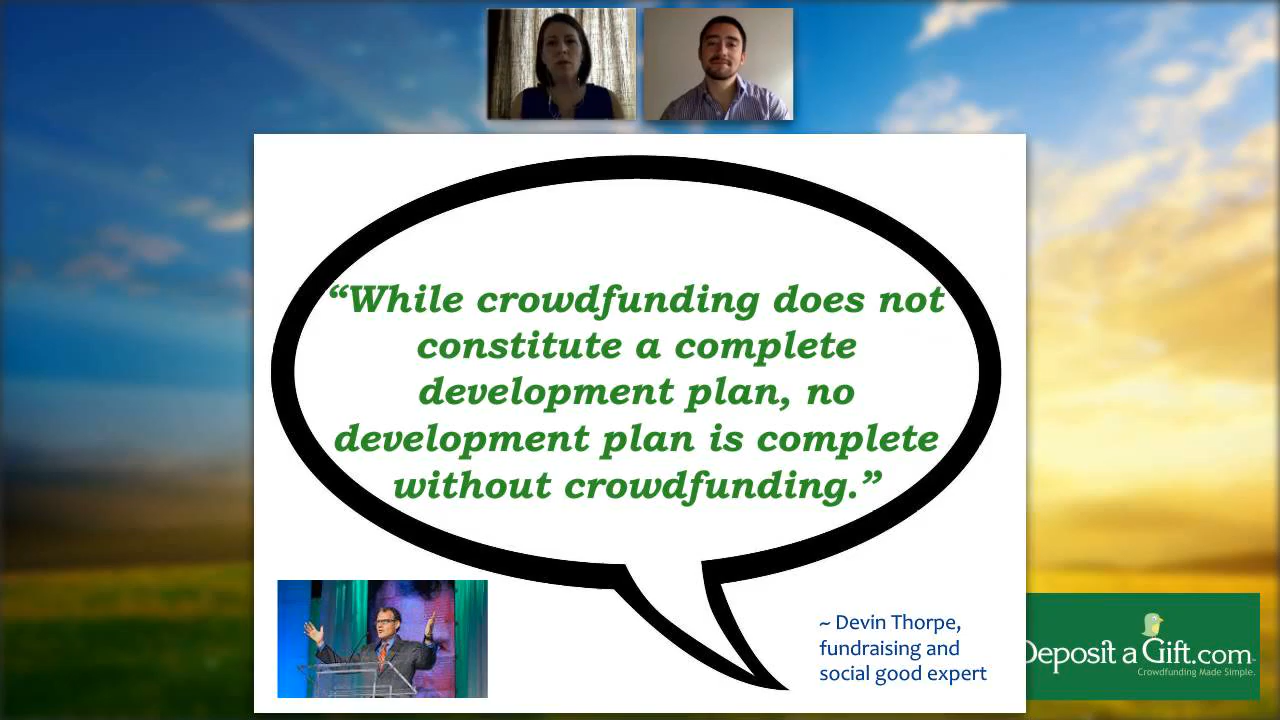 “While crowdfunding does not
constitute a complete
development plan, no
development plan is complete
without crowdfunding.”
~ Devin Thorpe,
fundraising and
social good expert
Deposit a Gift.com
Crowdfunding Made Simple.